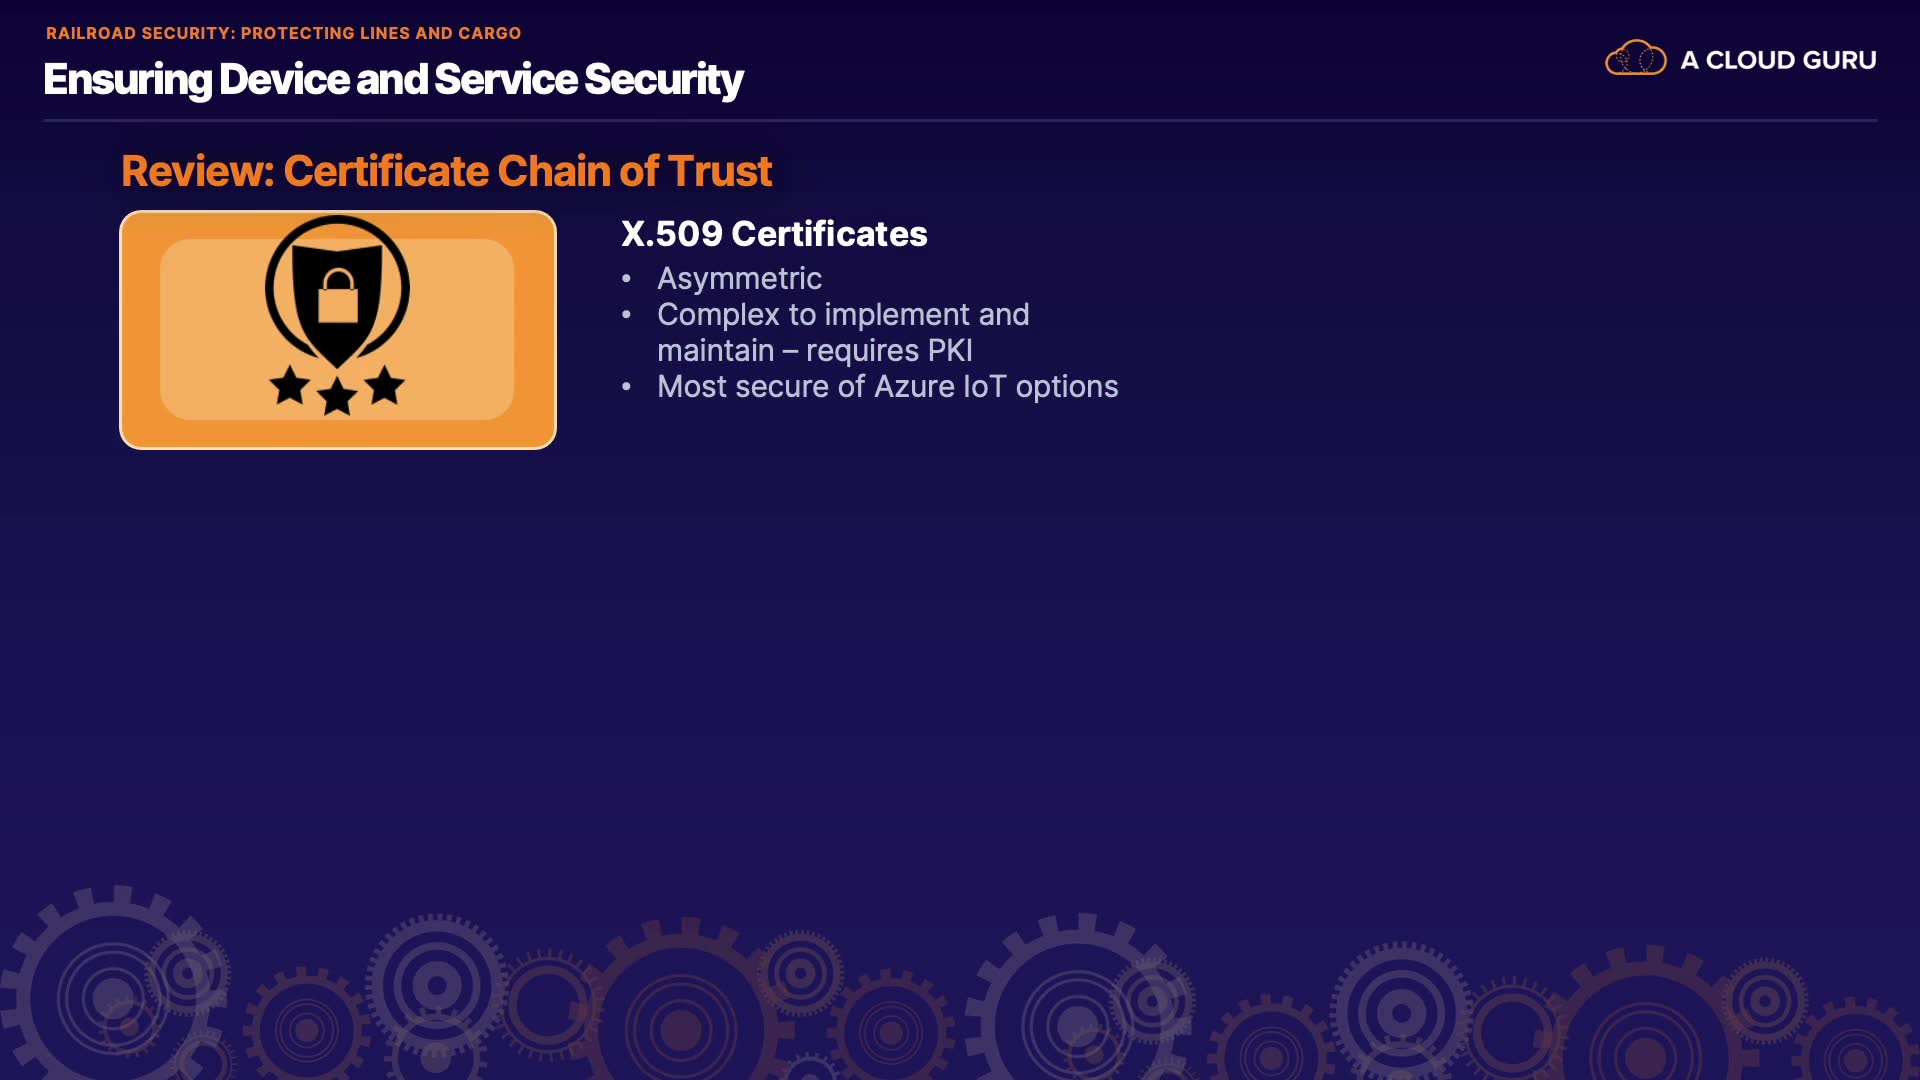 RAILROAD SECURITY: PROTECTING LINES AND CARGO
Ensuring Device and Service Security
A CLOUD GURU
Review: Certificate Chain of Trust
X.509 Certificates
• Asymmetric
• Complex to implement and
maintain – requires PKI
• Most secure of Azure IoT options